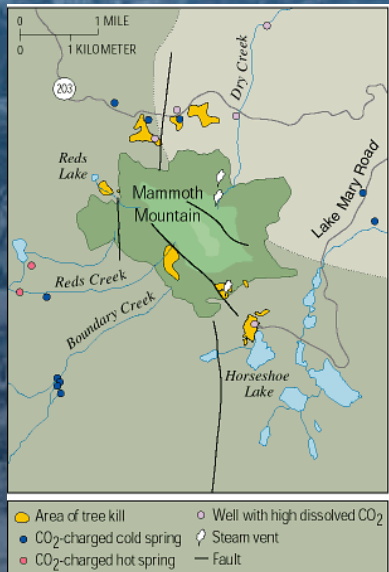 0 1 MILE
0 1 KILOMETER
203
Dry Creek
Reds
Lake
Mammoth
Mountain
Lake Mary Road
Reds Creek
Boundary Creek
Horseshoe
Lake
Area of tree kill
CO₂-charged cold spring
CO₂-charged hot spring
Well with high dissolved CO₂
Steam vent
Fault